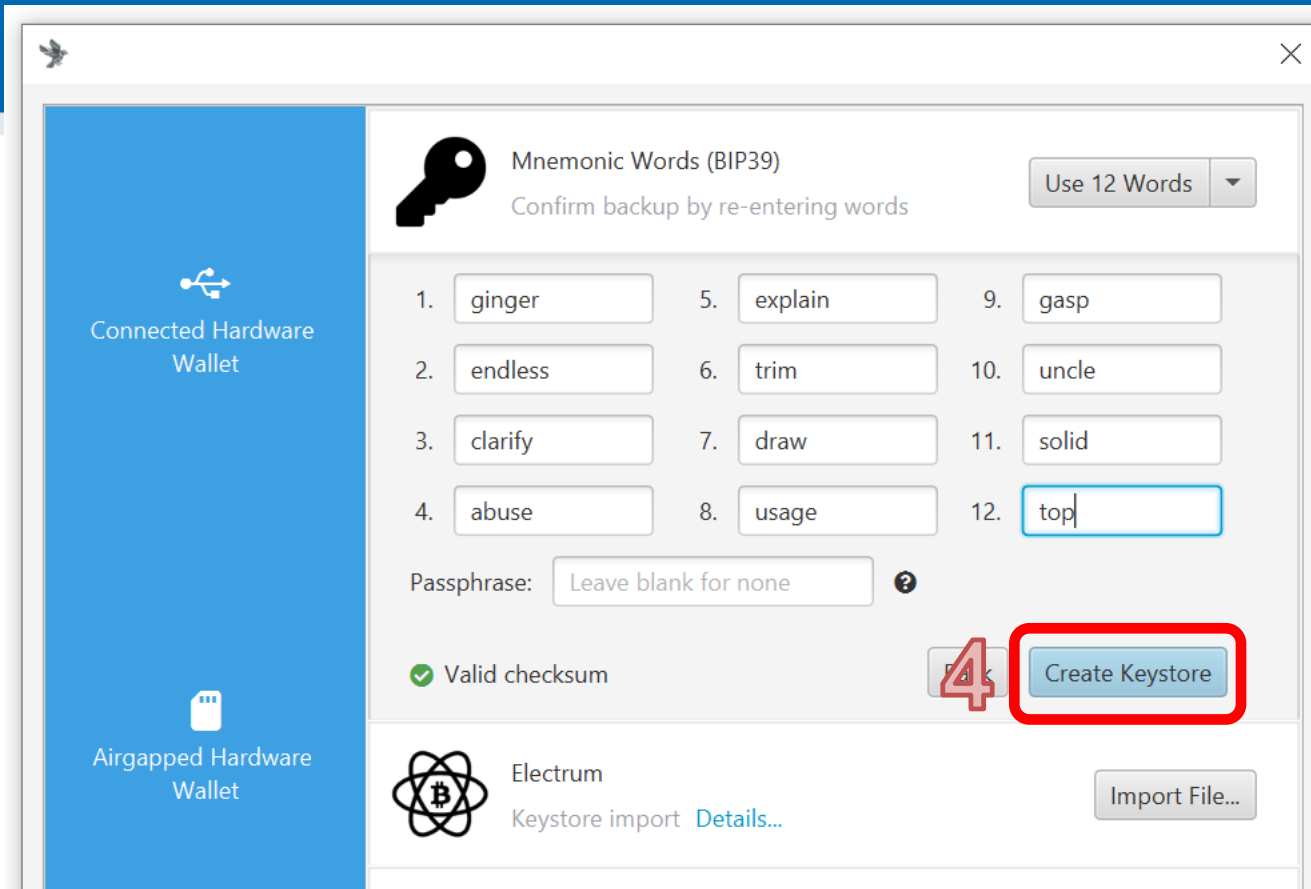 Mnemonic Words (BIP39)
Use 12 Words
Confirm backup by re-entering words
Connected Hardware
Wallet
1. ginger 5. explain 9. gasp
2. endless 6. trim 10. uncle
3. clarify 7. draw 11. solid
4. abuse 8. usage 12. top
Passphrase: Leave blank for none
Valid checksum
4
Create Keystore
Airgapped Hardware
Wallet
Electrum
Keystore import Details...
Import File...